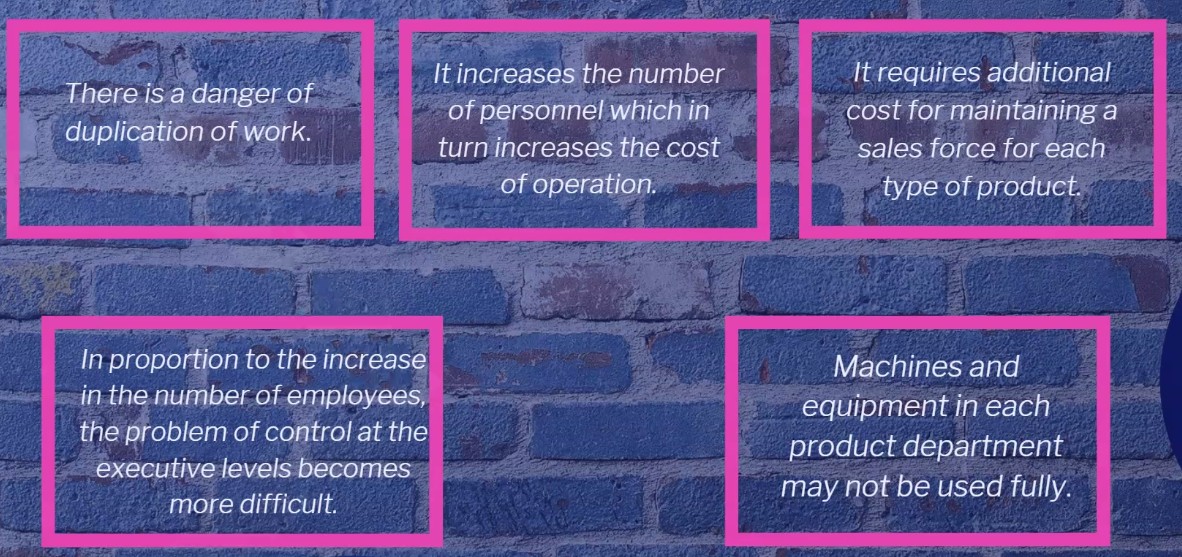 There is a danger of
duplication of work.
It increases the number
of personnel which in
turn increases the cost
of operation.
It requires additional
cost for maintaining a
sales force for each
type of product.
In proportion to the increase
in the number of employees,
the problem of control at the
executive levels becomes
more difficult.
Machines and
equipment in each
product department
may not be used fully.